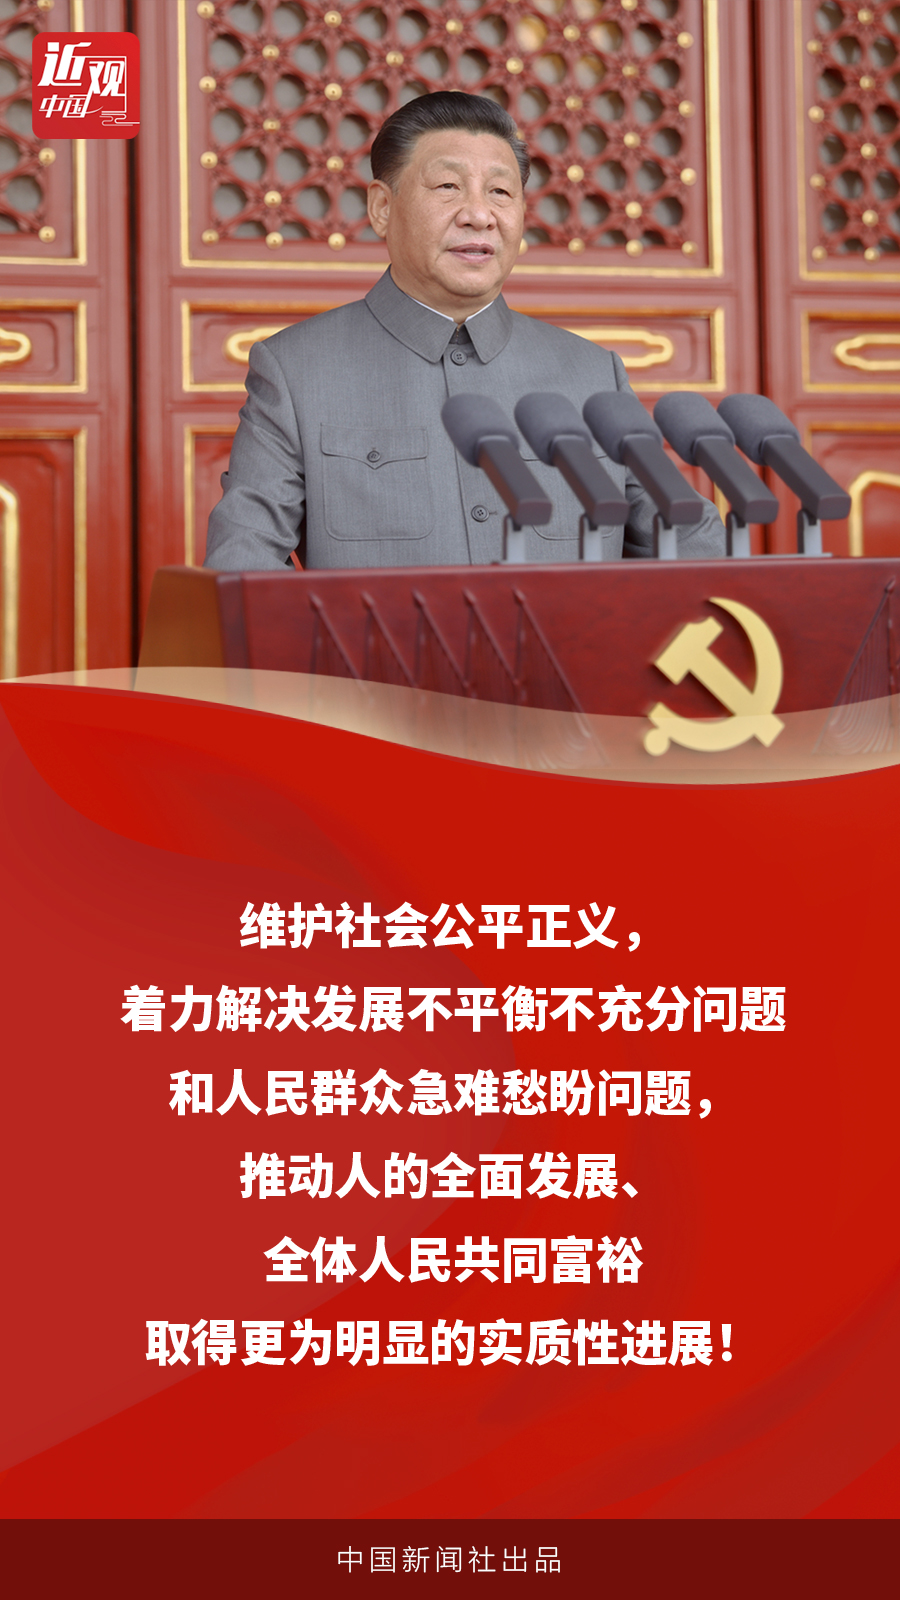 近观
中国
维护社会公平正义，
着力解决发展不平衡不充分问题
和人民群众急难愁盼问题，
推动人的全面发展、
全体人民共同富裕
取得更为明显的实质性进展！
中国新闻社出品